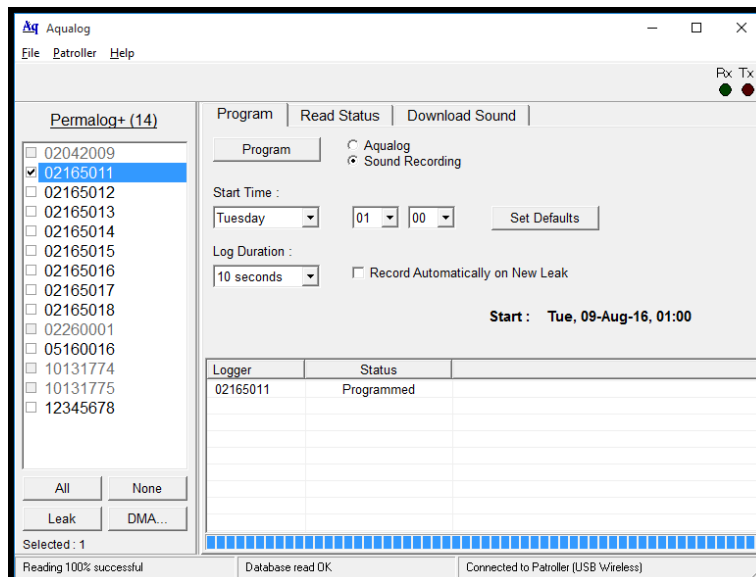 Aq Aqualog
File Patroller Help
Rx Tx
Permalog+ (14)
02042009
02165011
02165012
02165013
02165014
02165015
02165016
02165017
02165018
02260001
05160016
10131774
10131775
12345678
All None
Leak DMA...
Selected : 1
Program Read Status Download Sound
Program
Aqualog
Sound Recording
Start Time :
Tuesday 01 00 Set Defaults
Log Duration :
10 seconds Record Automatically on New Leak
Start : Tue, 09-Aug-16, 01:00
Logger Status
02165011 Programmed
Reading 100% successful Database read OK Connected to Patroller (USB Wireless)